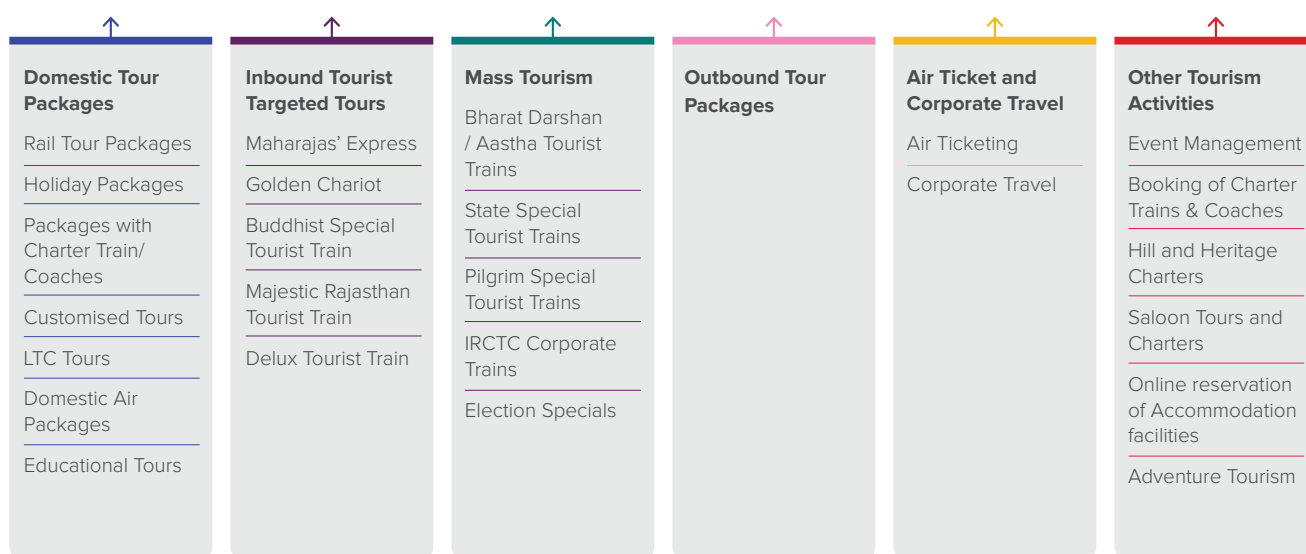 Domestic Tour
Packages
Rail Tour Packages
Holiday Packages
Packages with
Charter Train/
Coaches
Customised Tours
LTC Tours
Domestic Air
Packages
Educational Tours
Inbound Tourist
Targeted Tours
Maharajas' Express
Golden Chariot
Buddhist Special
Tourist Train
Majestic Rajasthan
Tourist Train
Delux Tourist Train
Mass Tourism
Bharat Darshan
/ Aastha Tourist
Trains
State Special
Tourist Trains
Pilgrim Special
Tourist Trains
IRCTC Corporate
Trains
Election Specials
Outbound Tour
Packages
Air Ticket and
Corporate Travel
Air Ticketing
Corporate Travel
Other Tourism
Activities
Event Management
Booking of Charter
Trains & Coaches
Hill and Heritage
Charters
Saloon Tours and
Charters
Online reservation
of Accommodation
facilities
Adventure Tourism